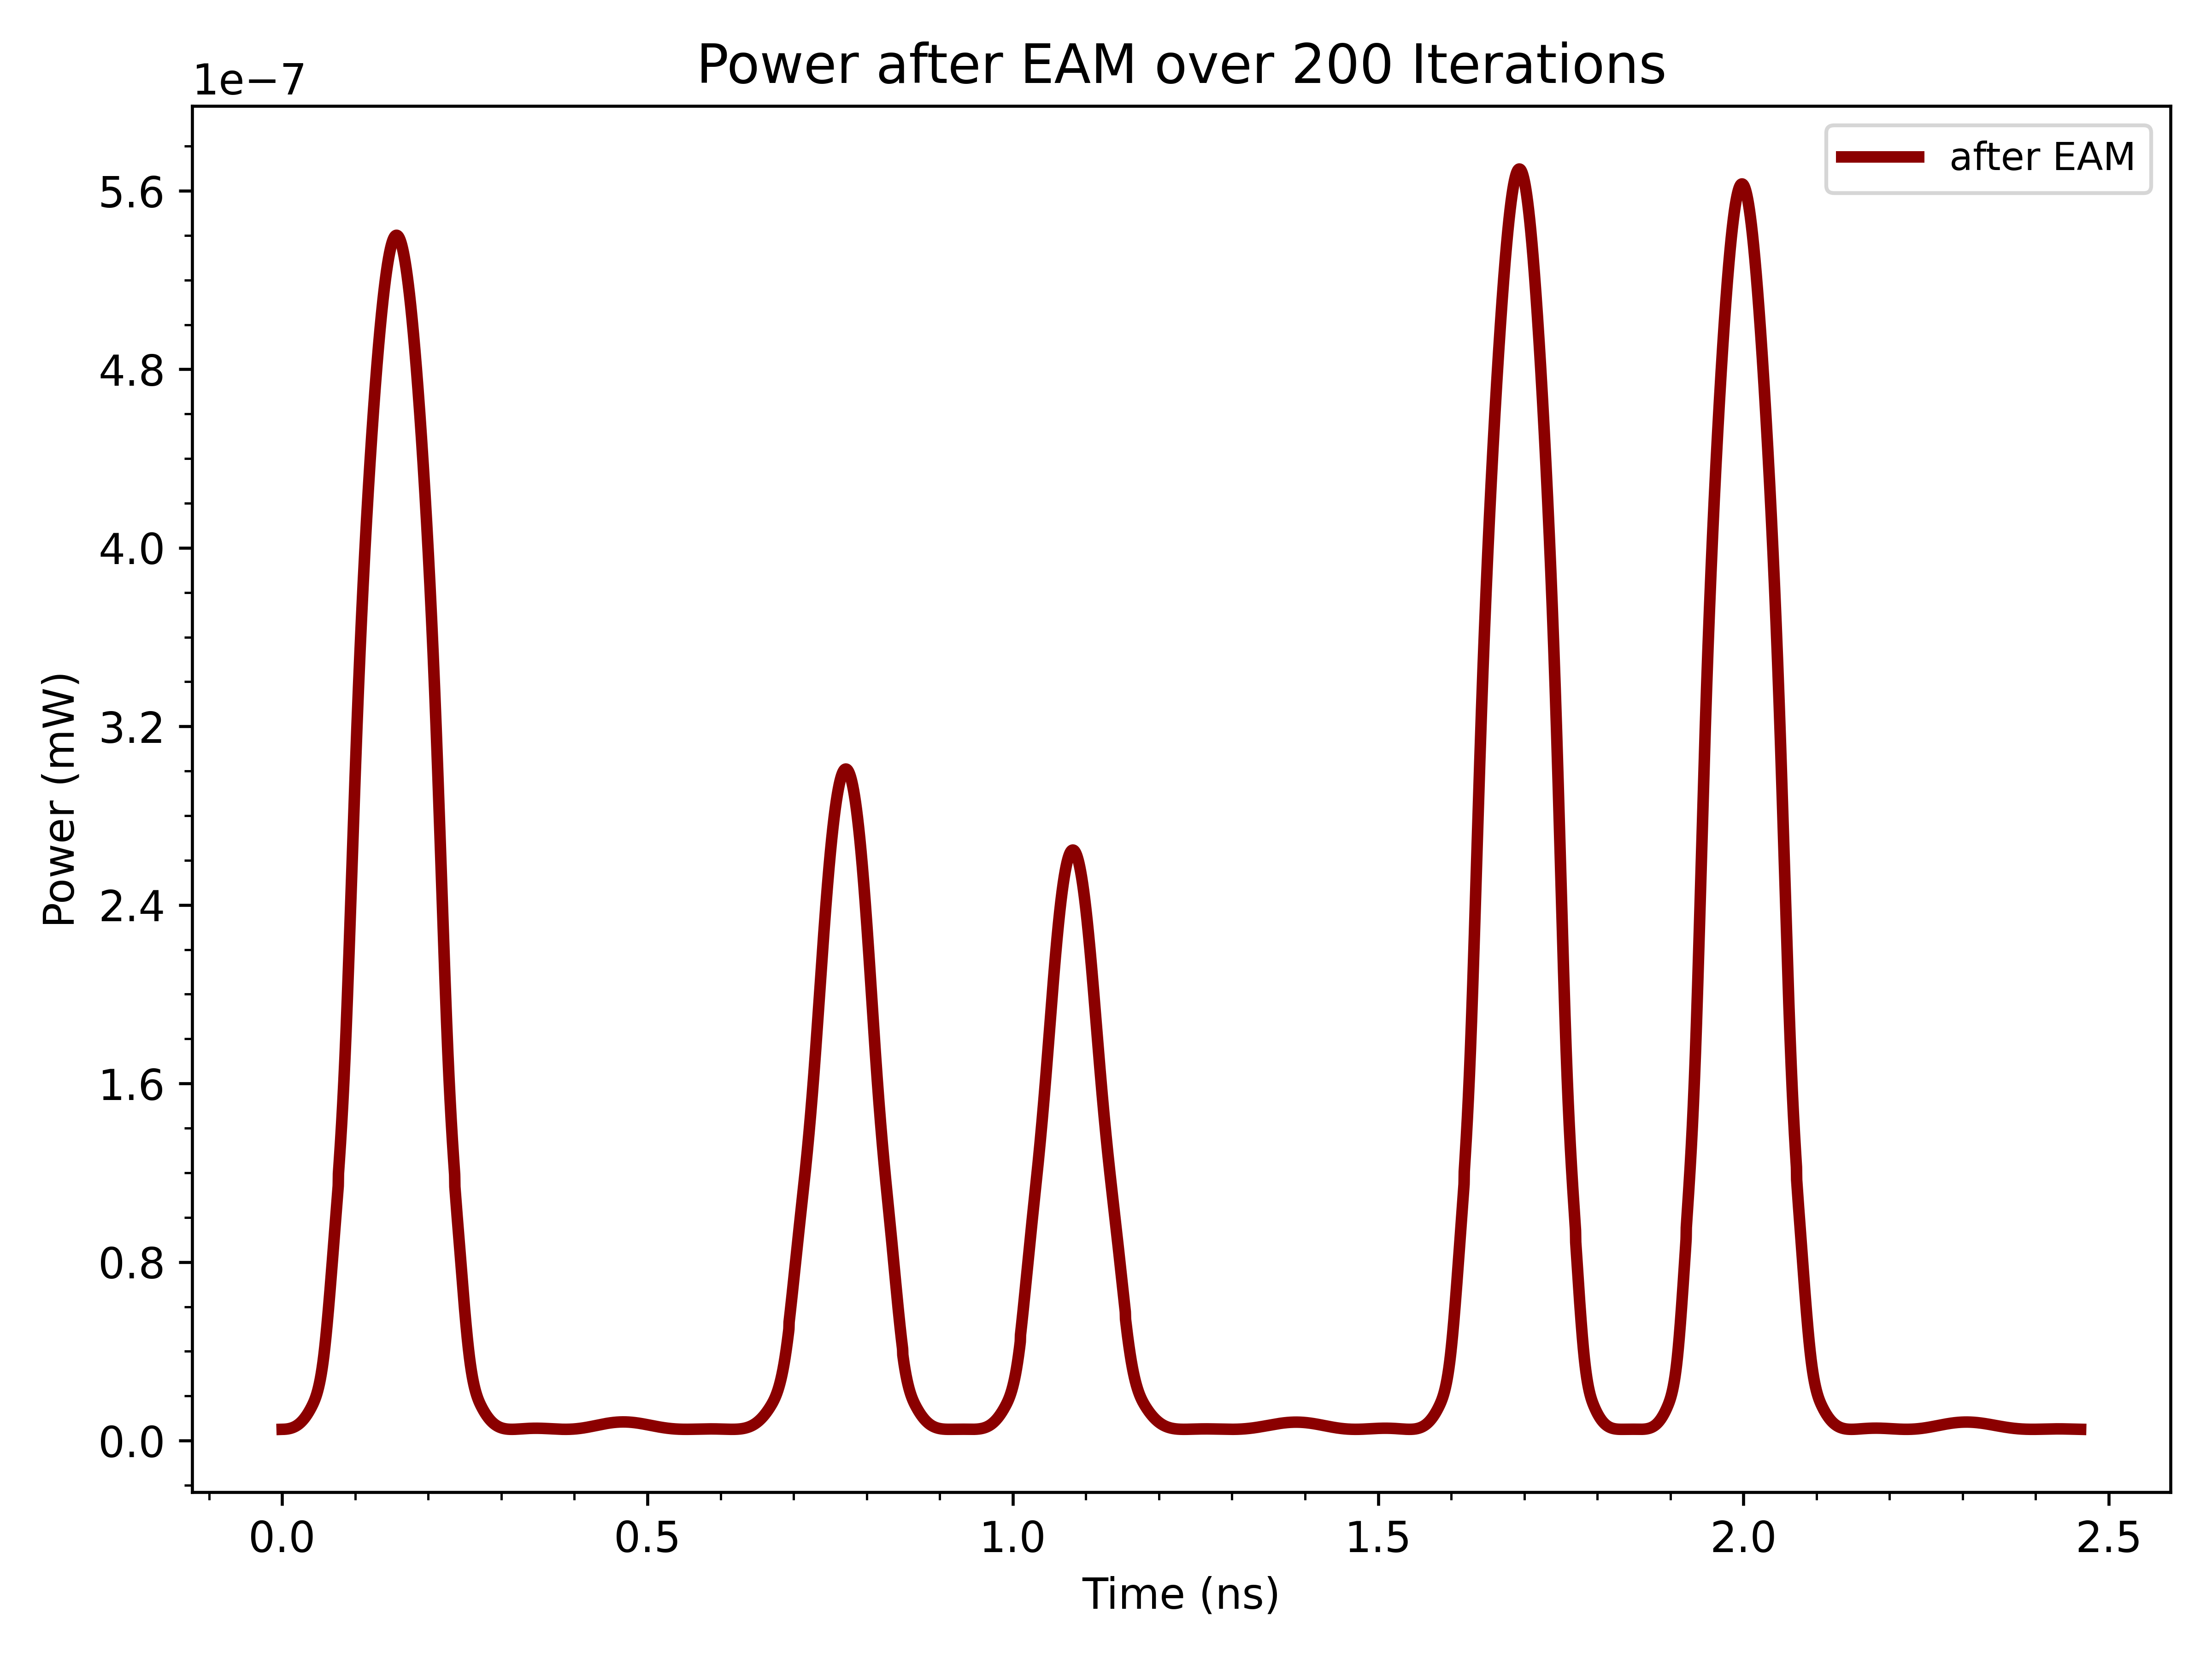 Power after EAM over 200 Iterations
1e−7
after EAM
5.6
4.8
4.0
3.2
2.4
1.6
0.8
0.0
Power (mW)
0.0 0.5 1.0 1.5 2.0 2.5
Time (ns)